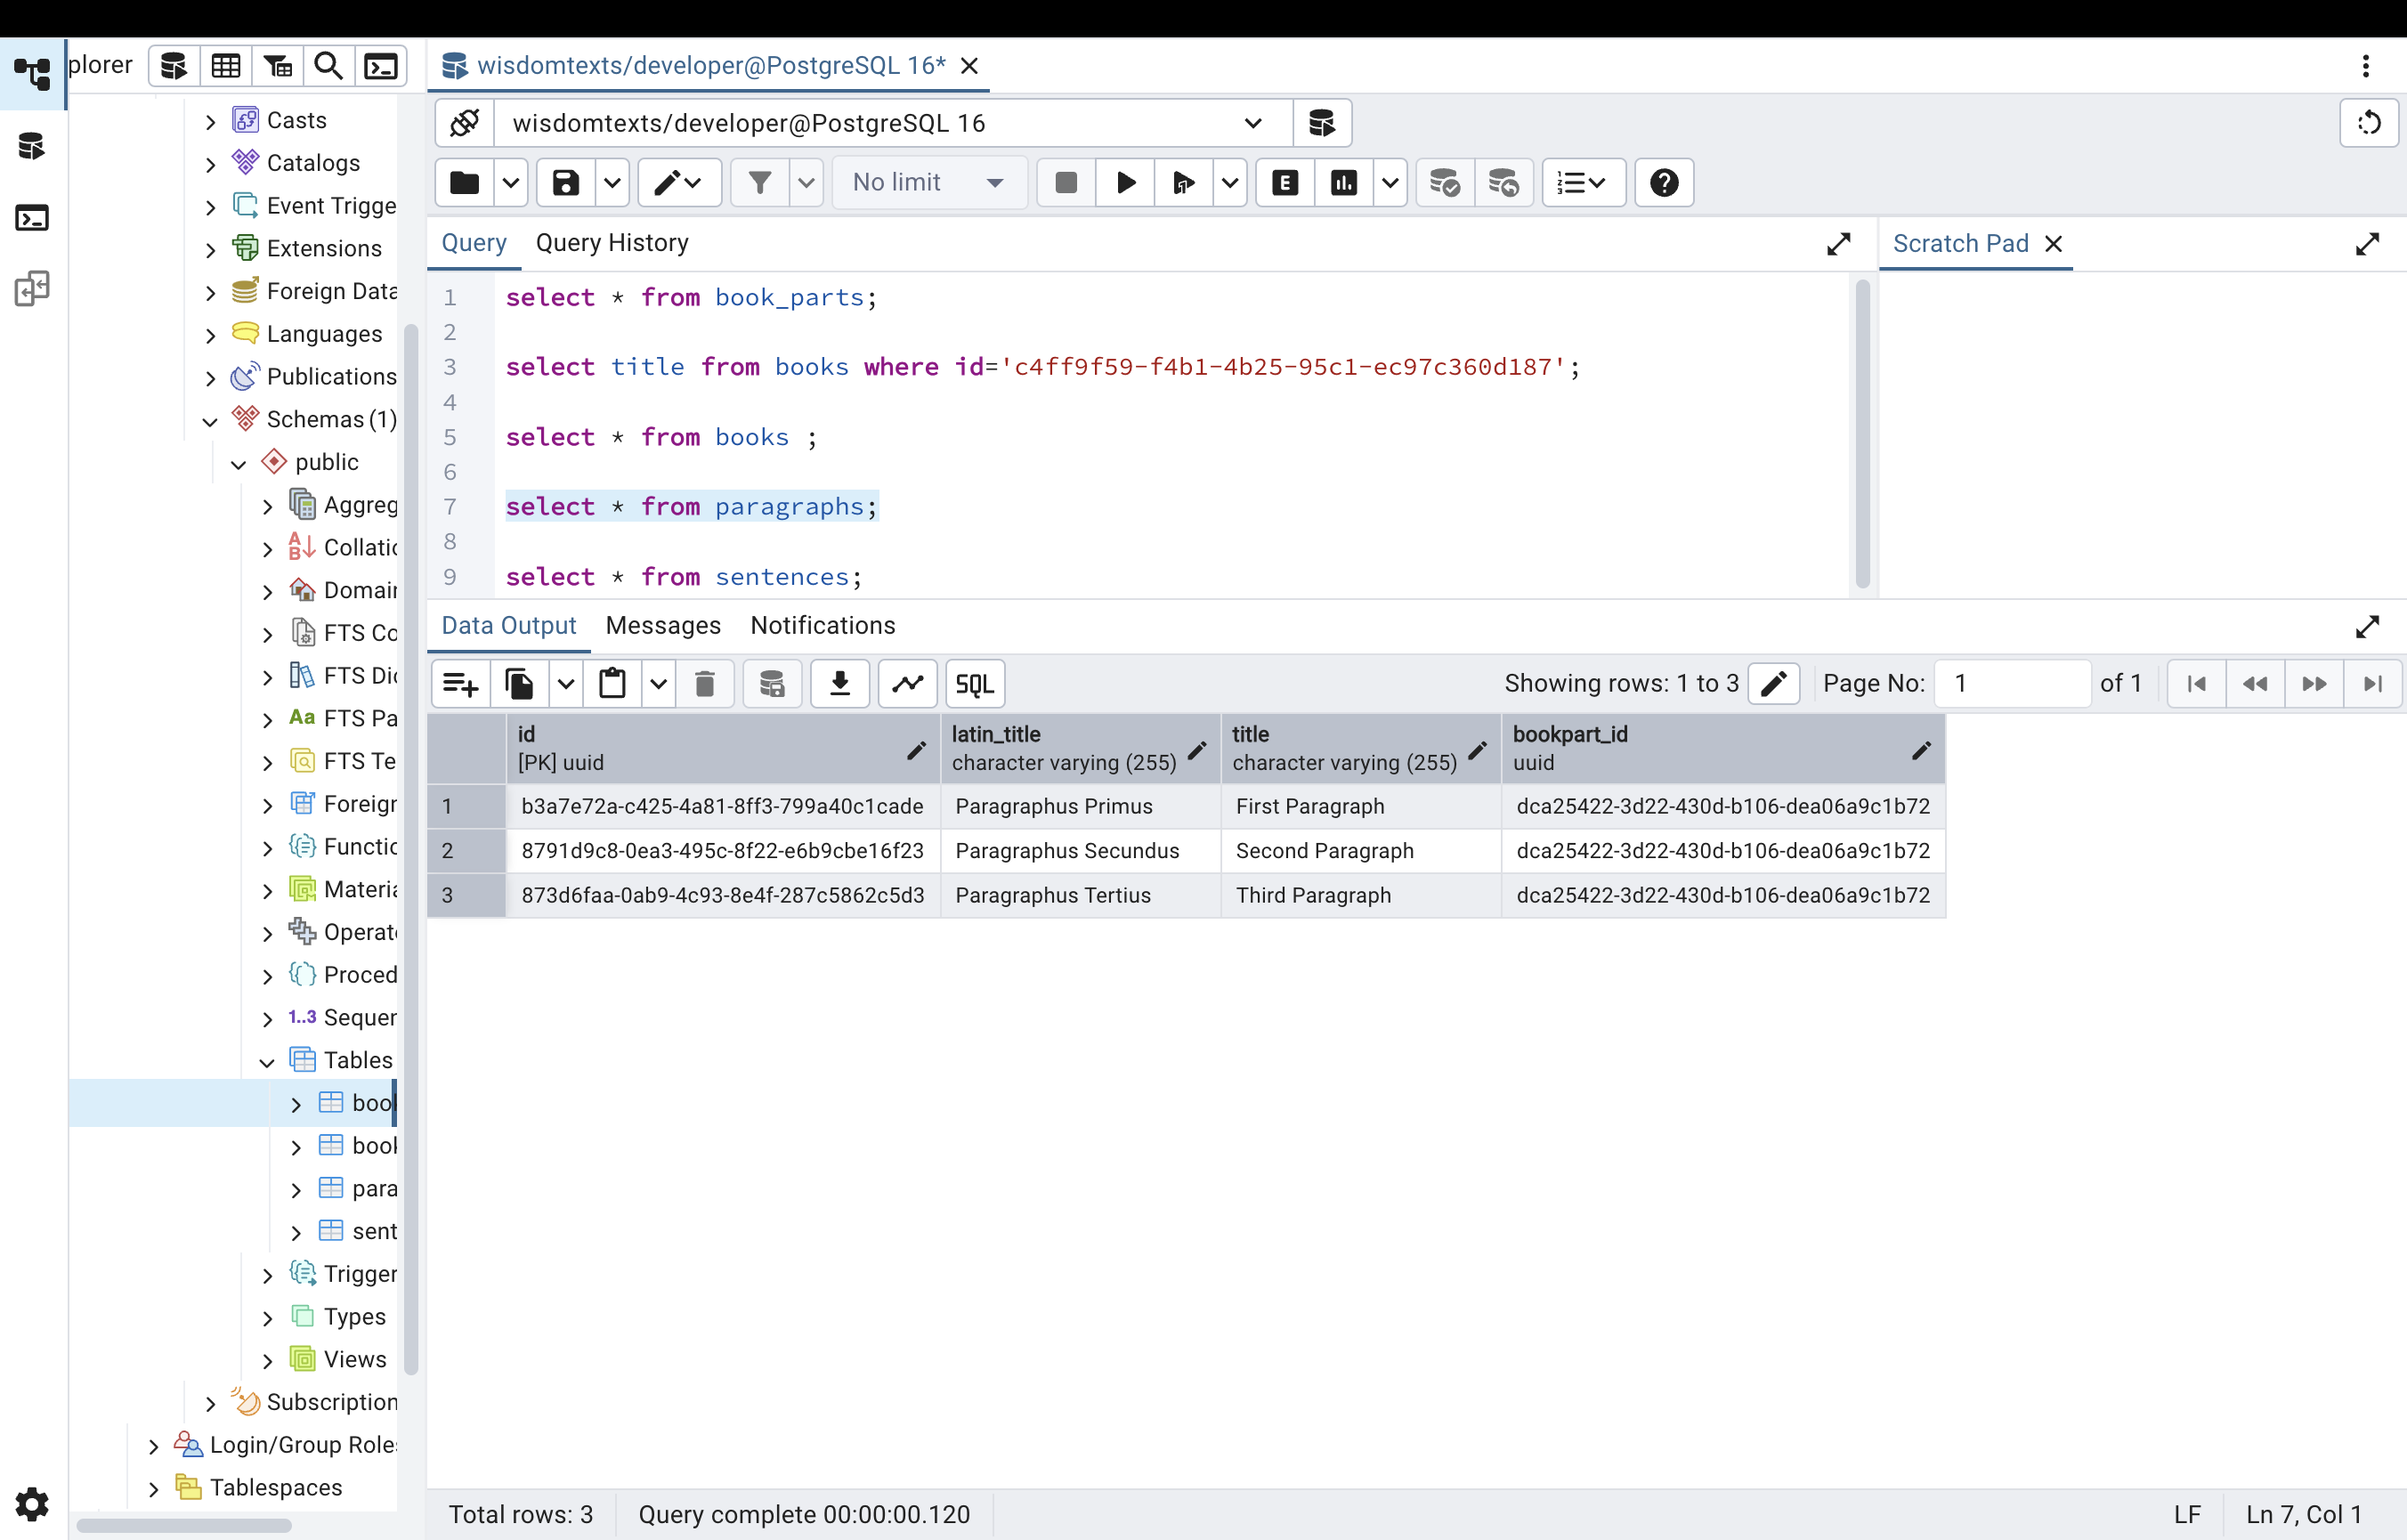 plorer
wisdomtexts/developer@PostgreSQL 16*
wisdomtexts/developer@PostgreSQL 16
No limit
E
Casts
Catalogs
Event Trigge
Extensions
Foreign Data
Languages
Publications
Schemas (1)
public
Aggreg
Collatic
Domair
FTS Co
FTS Dic
FTS Pa
FTS Te
Foreigr
Functic
Materia
Operat
Proced
1..3 Sequer
Tables
book
book
para
sent
Trigger
Types
Views
Subscription
Login/Group Roles
Tablespaces
Query Query History
Scratch Pad
1 select * from book_parts;
2
3 select title from books where id='c4ff9f59-f4b1-4b25-95c1-ec97c360d187';
4
5 select * from books ;
6
7 select * from paragraphs;
8
9 select * from sentences;
Data Output Messages Notifications
SQL Showing rows: 1 to 3 Page No: 1 of 1
id latin_title title bookpart_id
[PK] uuid character varying (255) character varying (255) uuid
1 b3a7e72a-c425-4a81-8ff3-799a40c1cade Paragraphus Primus First Paragraph dca25422-3d22-430d-b106-dea06a9c1b72
2 8791d9c8-0ea3-495c-8f22-e6b9cbe16f23 Paragraphus Secundus Second Paragraph dca25422-3d22-430d-b106-dea06a9c1b72
3 873d6faa-0ab9-4c93-8e4f-287c5862c5d3 Paragraphus Tertius Third Paragraph dca25422-3d22-430d-b106-dea06a9c1b72
Total rows: 3 Query complete 00:00:00.120 LF Ln 7, Col 1